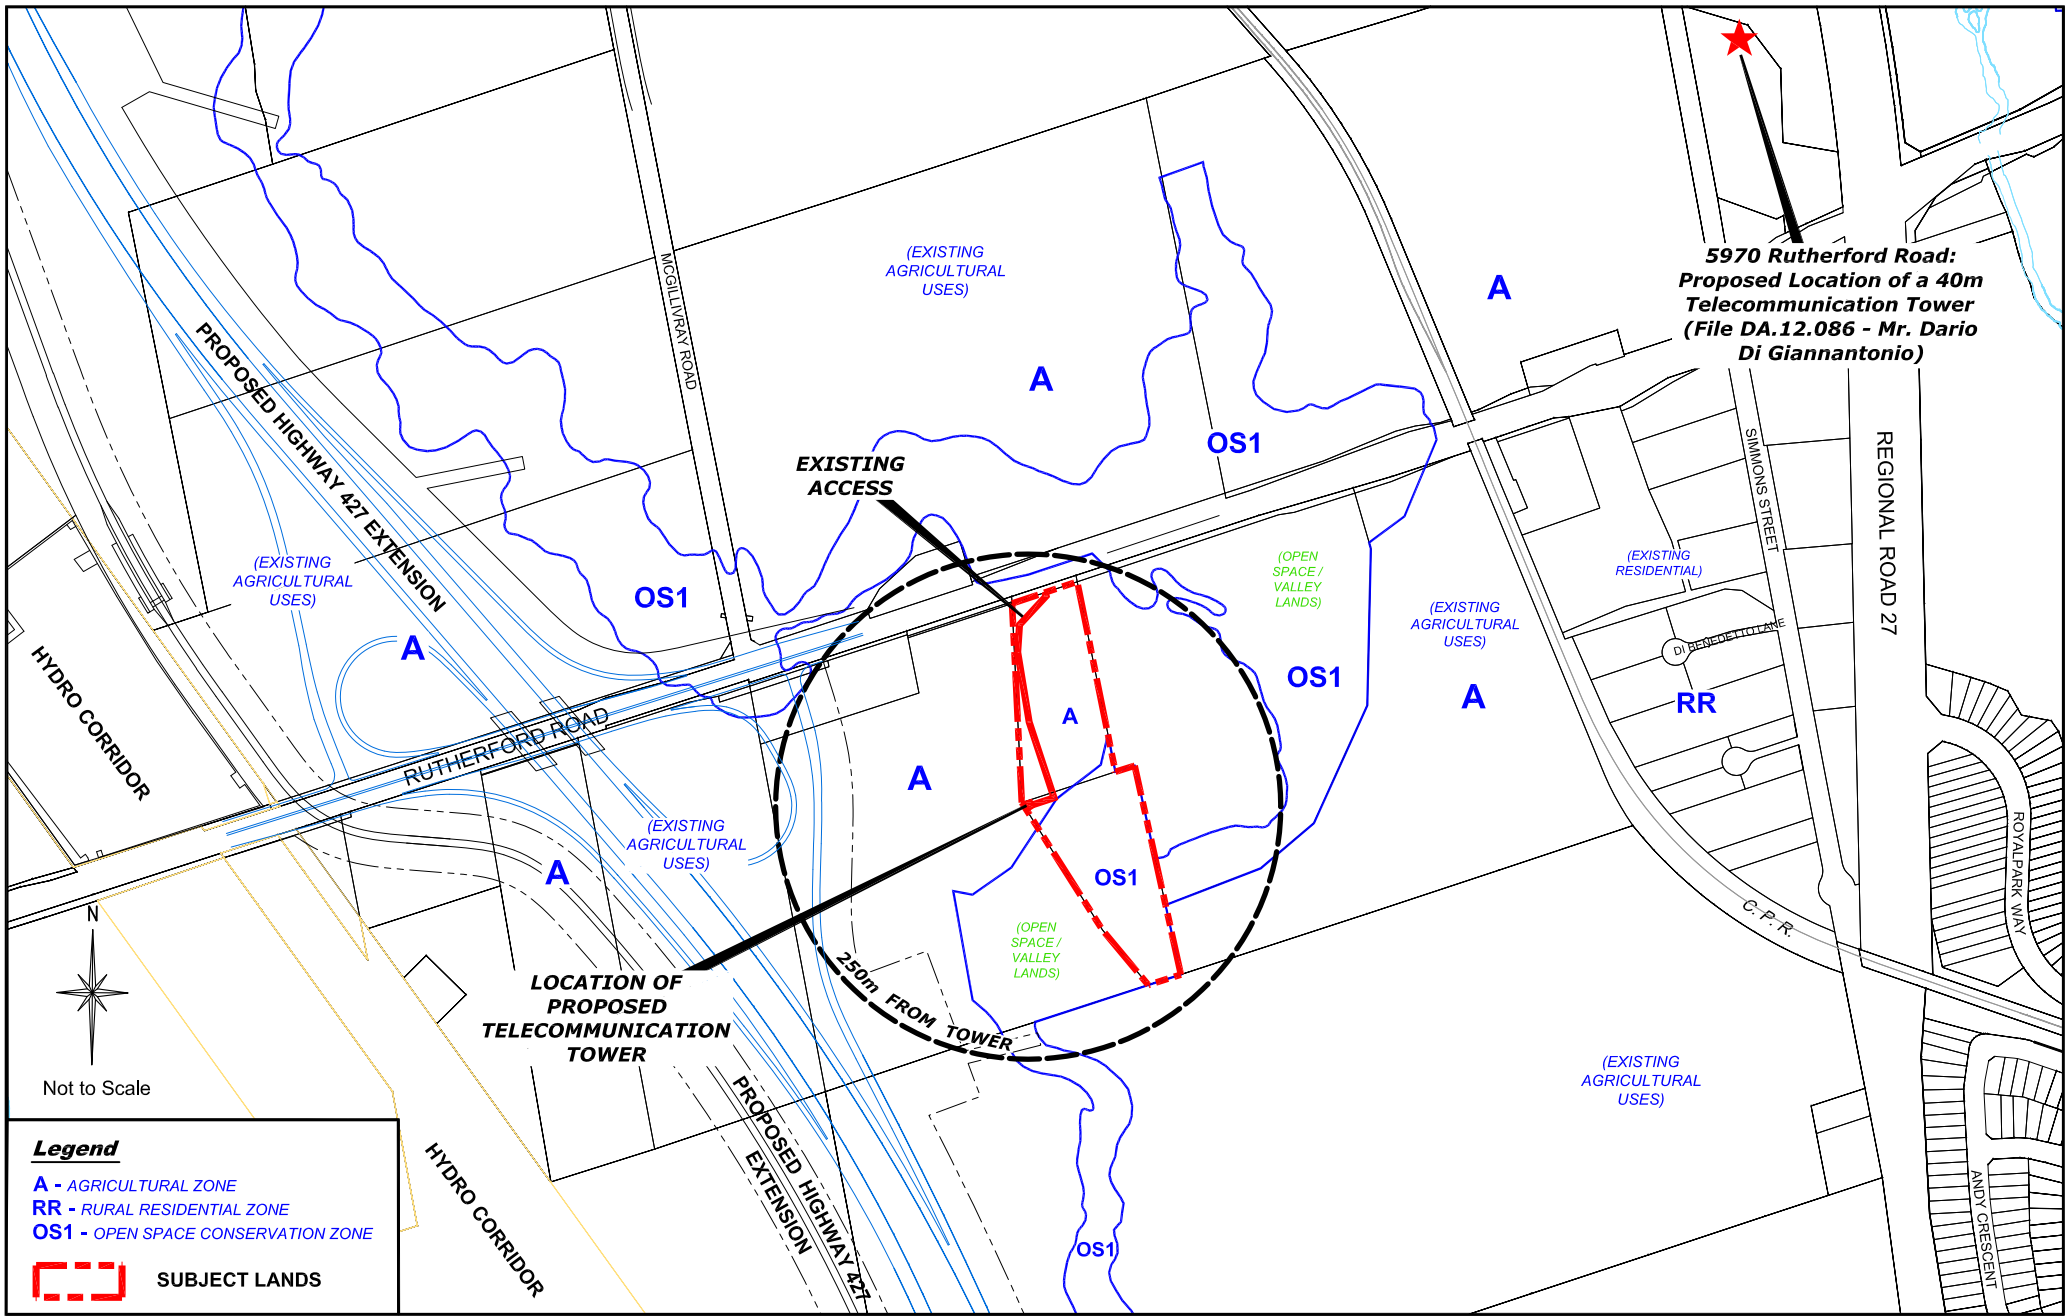 5970 Rutherford Road:
Proposed Location of a 40m
Telecommunication Tower
(File DA.12.086 - Mr. Dario
Di Giannantonio)
(EXISTING
AGRICULTURAL
USES)
A
MCGILLIVRAY ROAD
A
OS1
PROPOSED HIGHWAY 427 EXTENSION
EXISTING
ACCESS
SIMMONS STREET
REGIONAL ROAD 27
(EXISTING
AGRICULTURAL
USES)
OS1
A
(OPEN
SPACE /
VALLEY
LANDS)
(EXISTING
RESIDENTIAL)
(EXISTING
AGRICULTURAL
USES)
DI BENEDETTO LANE
OS1
A
RR
HYDRO CORRIDOR
RUTHERFORD ROAD
A
A
(EXISTING
AGRICULTURAL
USES)
A
OS1
ROYALPARK WAY
C. P. R.
(OPEN
SPACE /
VALLEY
LANDS)
250m FROM TOWER
LOCATION OF
PROPOSED
TELECOMMUNICATION
TOWER
N
Not to Scale
(EXISTING
AGRICULTURAL
USES)
PROPOSED HIGHWAY 427
EXTENSION
HYDRO CORRIDOR
OS1
ANDY CRESCENT
Legend
A - AGRICULTURAL ZONE
RR - RURAL RESIDENTIAL ZONE
OS1 - OPEN SPACE CONSERVATION ZONE
SUBJECT LANDS